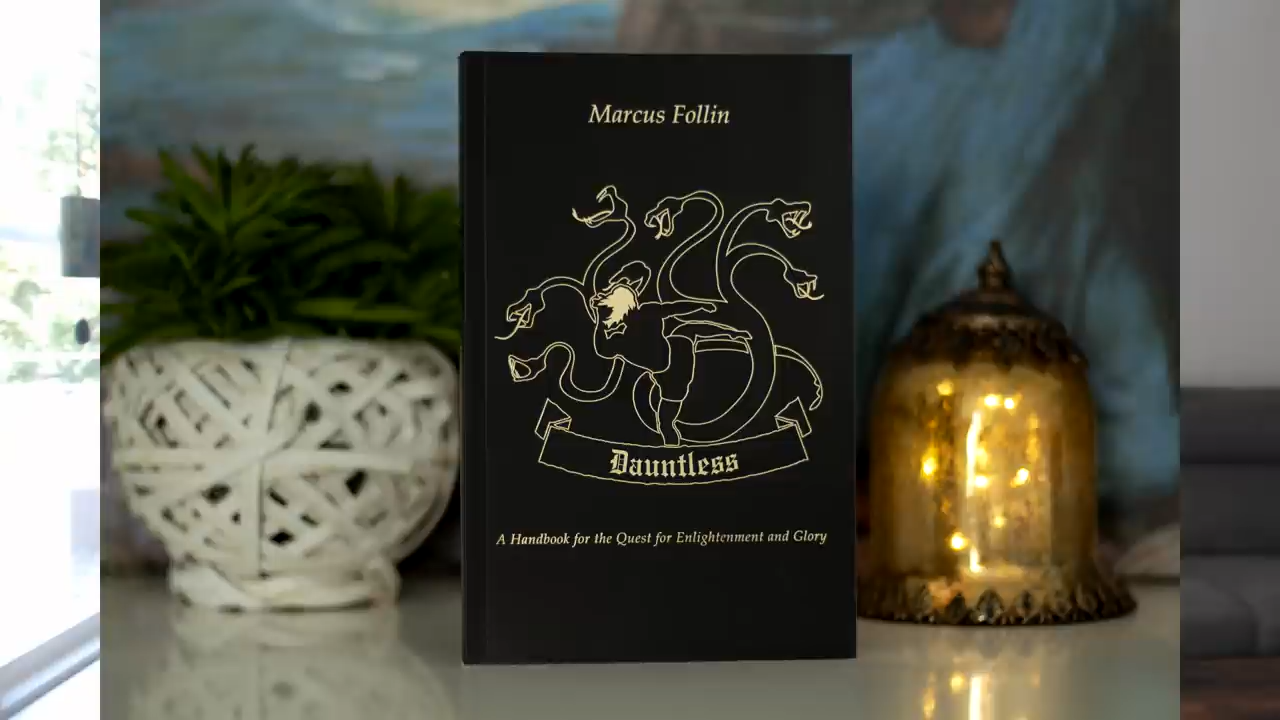 Marcus Follin
Dauntless
A Handbook for the Quest for Enlightenment and Glory